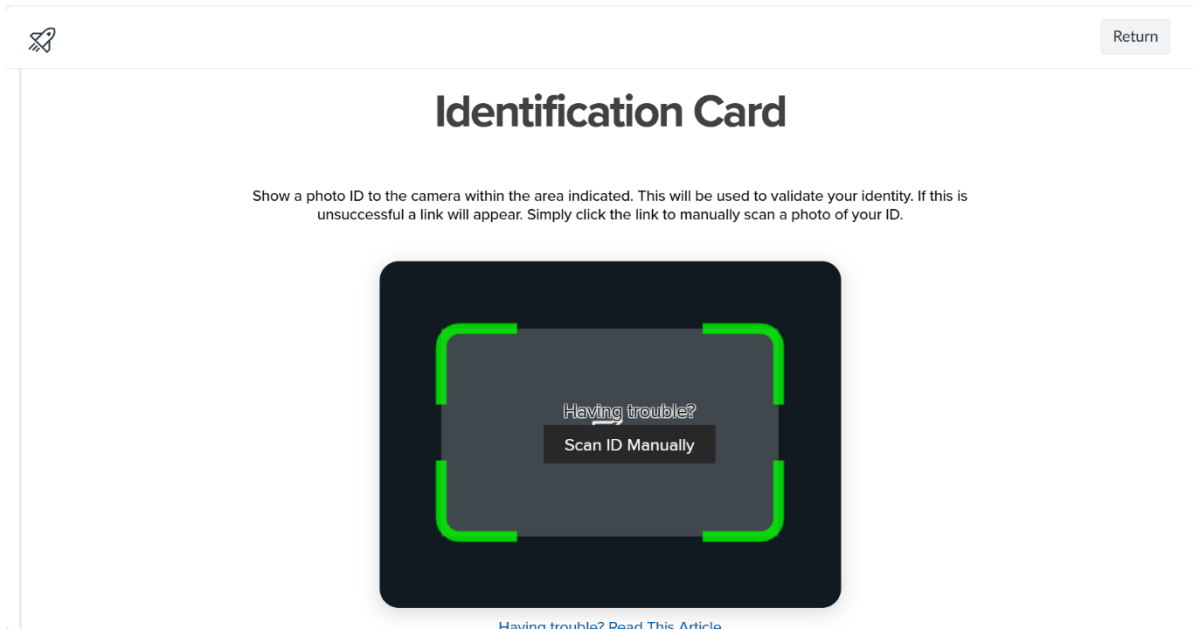 Return
Identification Card
Show a photo ID to the camera within the area indicated. This will be used to validate your identity. If this is
unsuccessful a link will appear. Simply click the link to manually scan a photo of your ID.
Having trouble?
Scan ID Manually
Having trouble? Read This Article